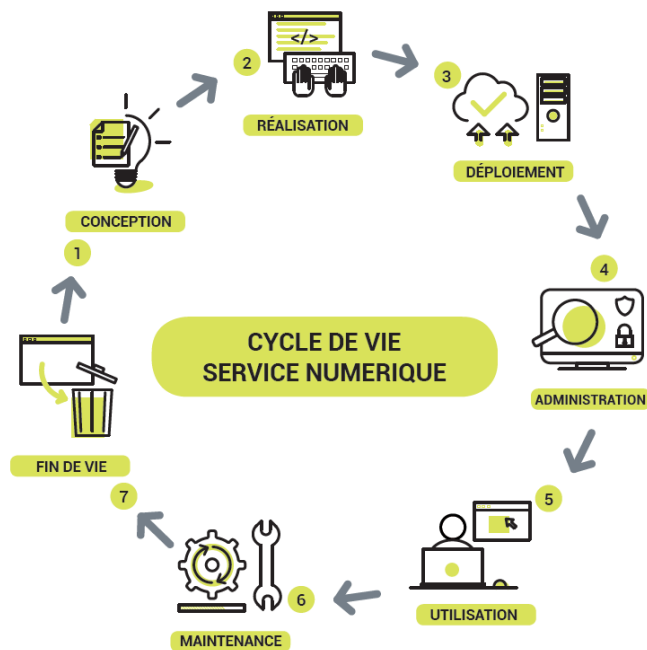 2
</>
RÉALISATION
3
DÉPLOIEMENT
CONCEPTION
1
4
ADMINISTRATION
CYCLE DE VIE
SERVICE NUMERIQUE
5
UTILISATION
6
MAINTENANCE
7
FIN DE VIE